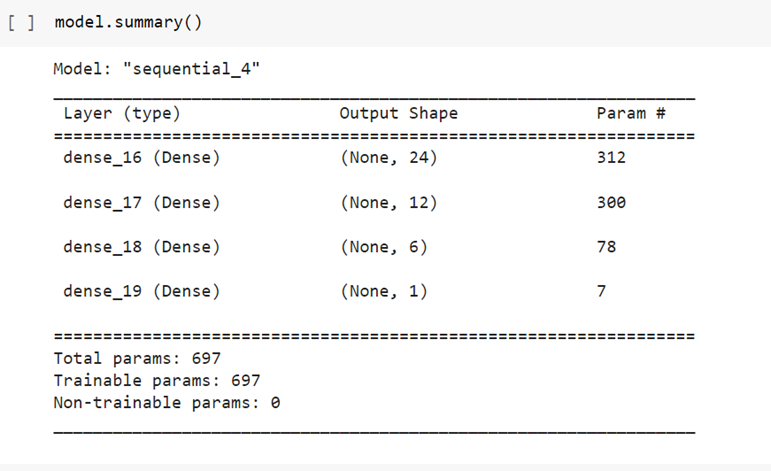 [ ] model.summary()
Model: "sequential_4"
_________________________________________________________________
Layer (type) Output Shape Param #
=================================================================
dense_16 (Dense) (None, 24) 312
dense_17 (Dense) (None, 12) 300
dense_18 (Dense) (None, 6) 78
dense_19 (Dense) (None, 1) 7
=================================================================
Total params: 697
Trainable params: 697
Non-trainable params: 0
_________________________________________________________________